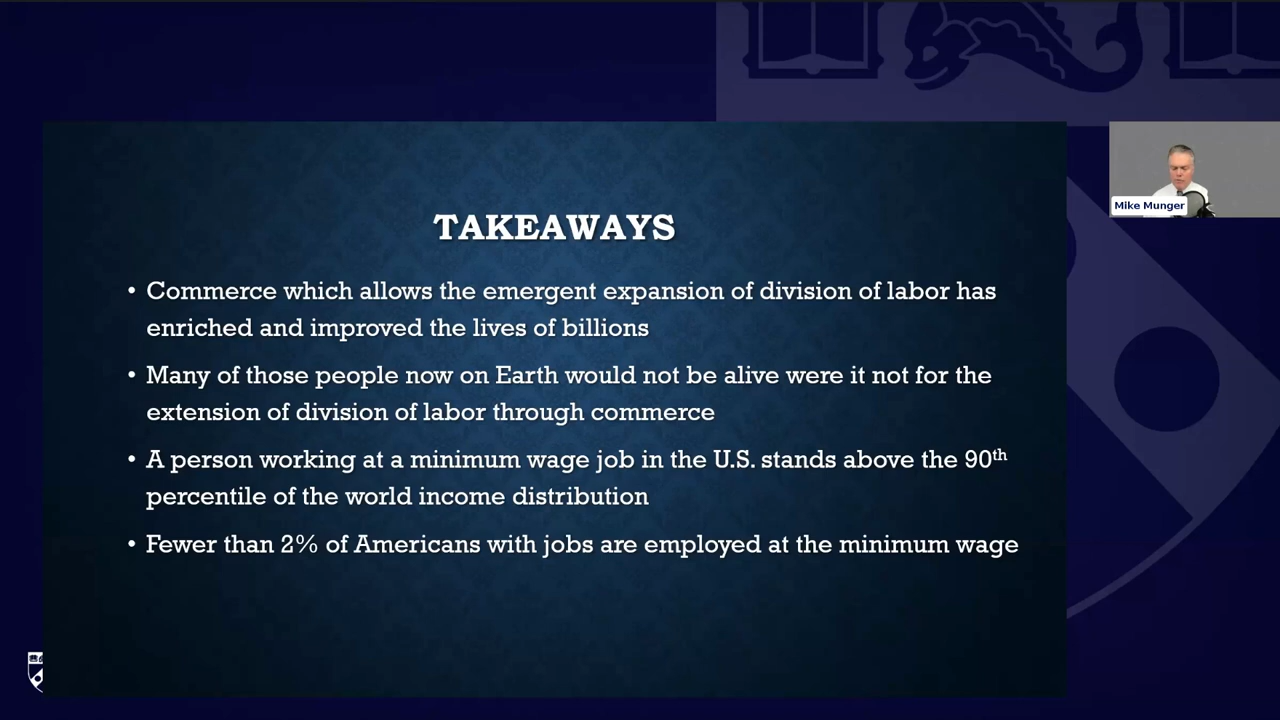 TAKEAWAYS
• Commerce which allows the emergent expansion of division of labor has
enriched and improved the lives of billions
• Many of those people now on Earth would not be alive were it not for the
extension of division of labor through commerce
• A person working at a minimum wage job in the U.S. stands above the 90th
percentile of the world income distribution
• Fewer than 2% of Americans with jobs are employed at the minimum wage
Mike Munger